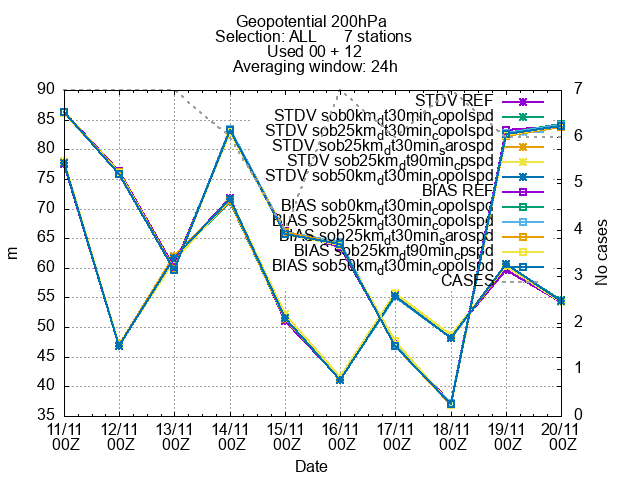 Geopotential 200hPa
Selection: ALL 7 stations
Used 00 + 12
Averaging window: 24h
STDV REF
STDV sob0km_dt30min_copolspd
STDV sob25km_dt30min_copolspd
STDV sob25km_dt30min_sarospd
STDV sob25km_dt90min_cpspd
STDV sob50km_dt30min_copolspd
BIAS REF
BIAS sob0km_dt30min_copolspd
BIAS sob25km_dt30min_copolspd
BIAS sob25km_dt30min_sarospd
BIAS sob25km_dt90min_cpspd
BIAS sob50km_dt30min_copolspd
CASES
90
85
80
75
70
65
60
55
50
45
40
35
m
7
6
5
4
3
2
1
0
No cases
11/11 12/11 13/11 14/11 15/11 16/11 17/11 18/11 19/11 20/11
00Z 00Z 00Z 00Z 00Z 00Z 00Z 00Z 00Z 00Z
Date